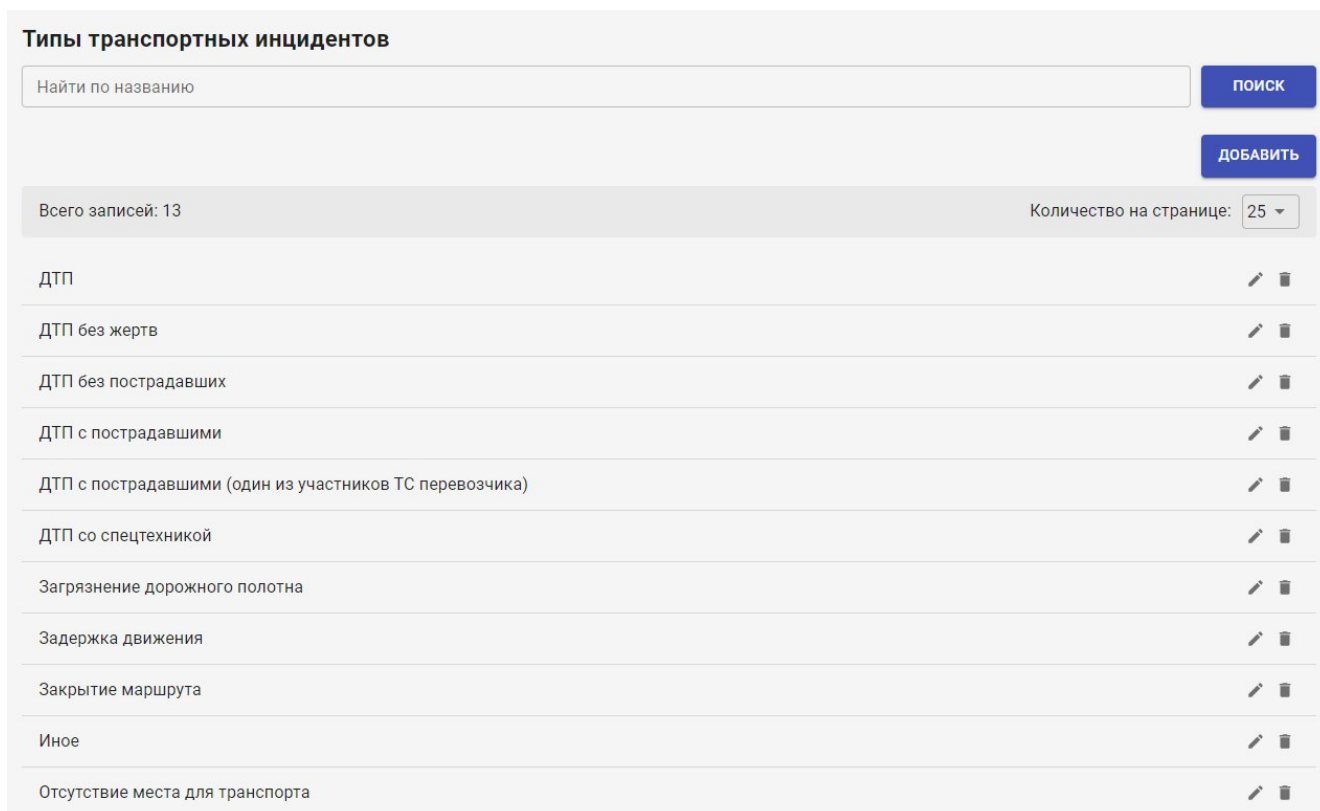 Типы транспортных инцидентов
Найти по названию
ПОИСК
ДОБАВИТЬ
Всего записей: 13 Количество на странице: 25
ДТП
ДТП без жертв
ДТП без пострадавших
ДТП с пострадавшими
ДТП с пострадавшими (один из участников ТС перевозчика)
ДТП со спецтехникой
Загрязнение дорожного полотна
Задержка движения
Закрытие маршрута
Иное
Отсутствие места для транспорта